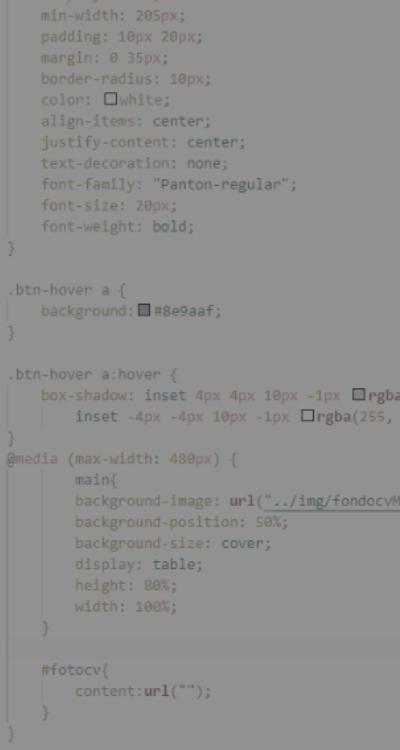 min-width: 205px;
padding: 10px 20px;
margin: 0 35px;
border-radius: 10px;
color: white;
align-items: center;
justify-content: center;
text-decoration: none;
font-family: "Panton-regular";
font-size: 20px;
font-weight: bold;
}
.btn-hover a {
background: #8e9aaf;
}
.btn-hover a:hover {
box-shadow: inset 4px 4px 10px -1px rgba
inset -4px -4px 10px -1px rgba(255,
}
@media (max-width: 480px) {
main{
background-image: url("../img/fondocvM
background-position: 50%;
background-size: cover;
display: table;
height: 80%;
width: 100%;
}
#fotocv{
content:url("");
}
}